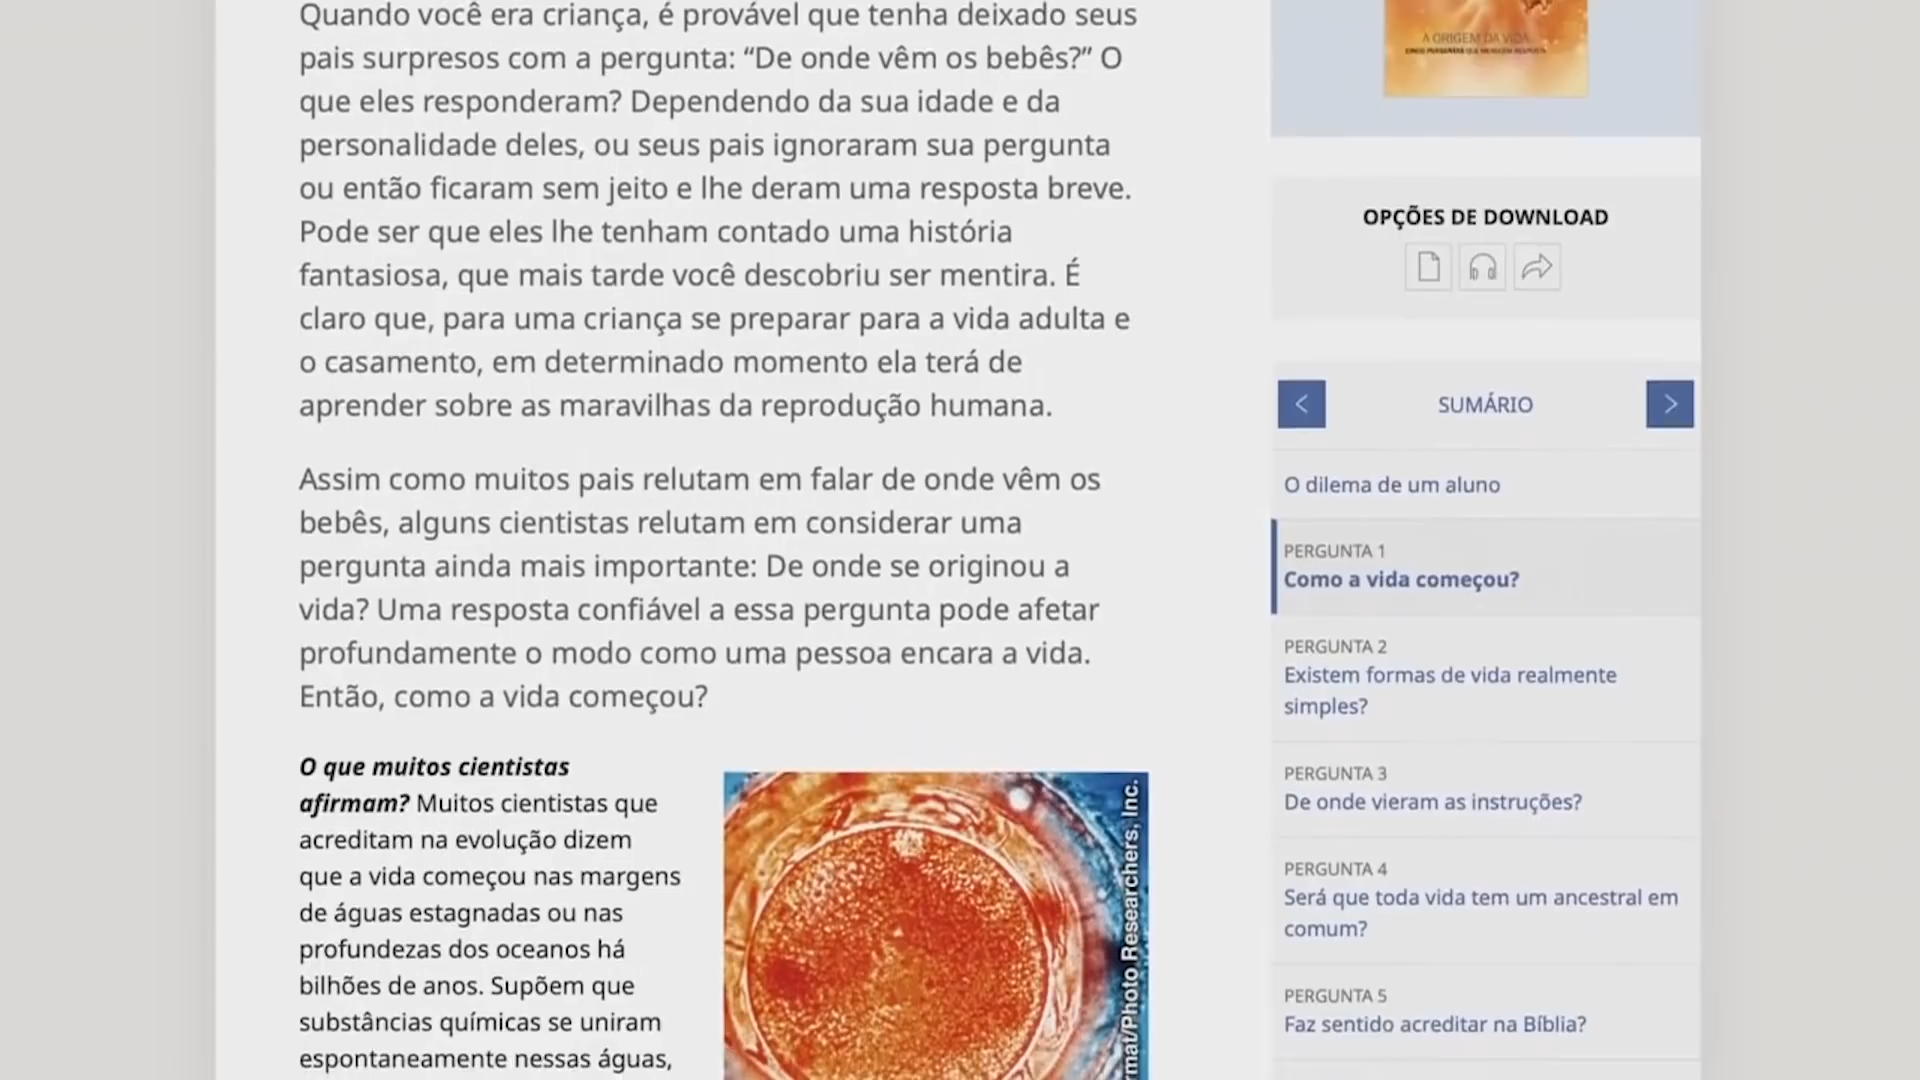 Quando você era criança, é provável que tenha deixado seus
pais surpresos com a pergunta: “De onde vêm os bebês?” O
que eles responderam? Dependendo da sua idade e da
personalidade deles, ou seus pais ignoraram sua pergunta
ou então ficaram sem jeito e lhe deram uma resposta breve.
Pode ser que eles lhe tenham contado uma história
fantasiosa, que mais tarde você descobriu ser mentira. É
claro que, para uma criança se preparar para a vida adulta e
o casamento, em determinado momento ela terá de
aprender sobre as maravilhas da reprodução humana.
Assim como muitos pais relutam em falar de onde vêm os
bebês, alguns cientistas relutam em considerar uma
pergunta ainda mais importante: De onde se originou a
vida? Uma resposta confiável a essa pergunta pode afetar
profundamente o modo como uma pessoa encara a vida.
Então, como a vida começou?
O que muitos cientistas
afirmam? Muitos cientistas que
acreditam na evolução dizem
que a vida começou nas margens
de águas estagnadas ou nas
profundezas dos oceanos há
bilhões de anos. Supõem que
substâncias químicas se uniram
espontaneamente nessas águas,
/Photo Researchers, Inc.
A ORIGEM DA VIDA
CINCO PERGUNTAS QUE MERECEM RESPOSTA
OPÇÕES DE DOWNLOAD
SUMÁRIO
O dilema de um aluno
PERGUNTA 1
Como a vida começou?
PERGUNTA 2
Existem formas de vida realmente
simples?
PERGUNTA 3
De onde vieram as instruções?
PERGUNTA 4
Será que toda vida tem um ancestral em
comum?
PERGUNTA 5
Faz sentido acreditar na Bíblia?